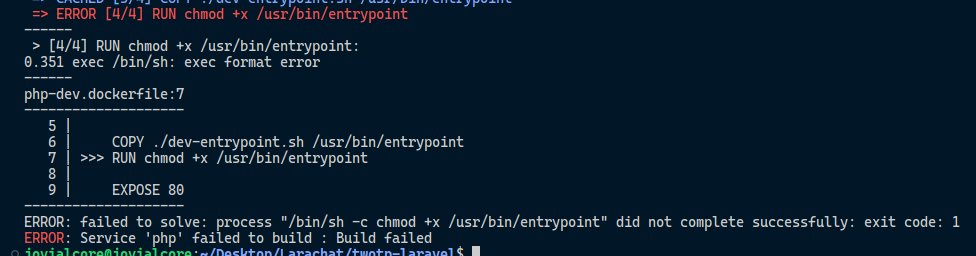 => CACHED [3/4] COPY ./dev-entrypoint.sh /usr/bin/entrypoint
=> ERROR [4/4] RUN chmod +x /usr/bin/entrypoint
------
> [4/4] RUN chmod +x /usr/bin/entrypoint:
0.351 exec /bin/sh: exec format error
------
php-dev.dockerfile:7
--------------------
5 |
6 | COPY ./dev-entrypoint.sh /usr/bin/entrypoint
7 | >>> RUN chmod +x /usr/bin/entrypoint
8 |
9 | EXPOSE 80
--------------------
ERROR: failed to solve: process "/bin/sh -c chmod +x /usr/bin/entrypoint" did not complete successfully: exit code: 1
ERROR: Service 'php' failed to build : Build failed
jovialcore@jovialcore:~/Desktop/Larachat/twotp-laravel$